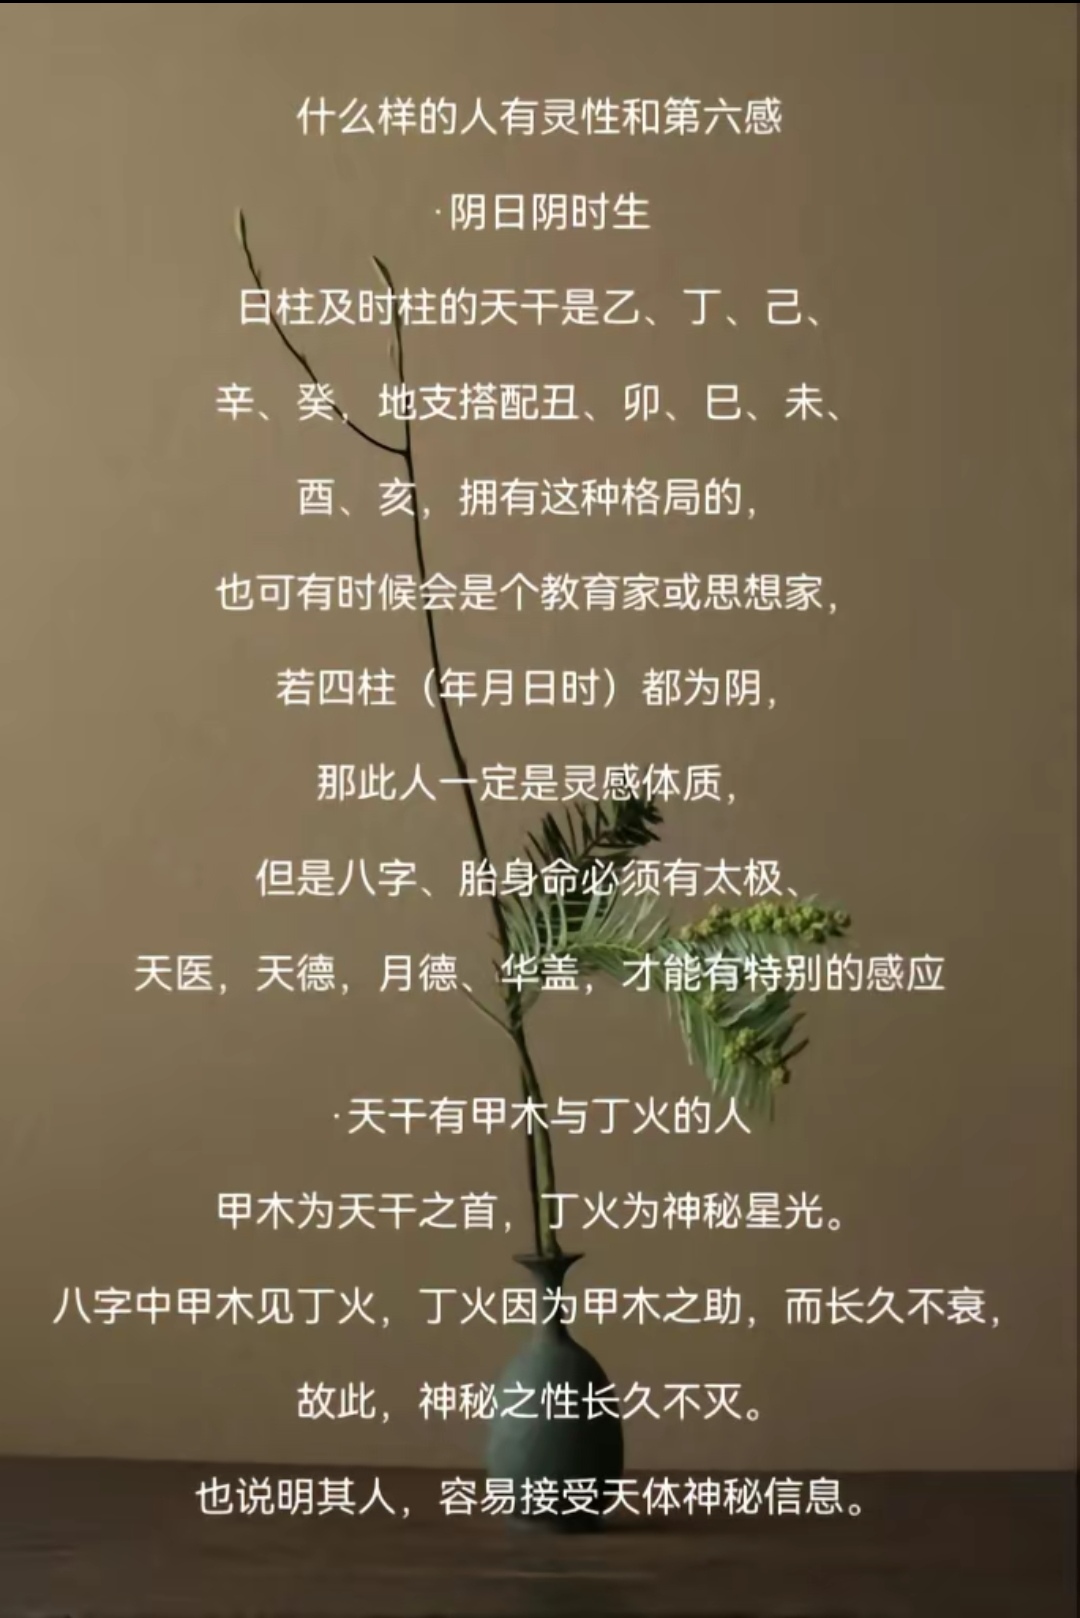 什么样的人有灵性和第六感
·阴日阴时生
日柱及时柱的天干是乙、丁、己、
辛、癸，地支搭配丑、卯、巳、未、
酉、亥，拥有这种格局的，
也可有时候会是个教育家或思想家，
若四柱（年月日时）都为阴，
那此人一定是灵感体质，
但是八字、胎身命必须有太极、
天医，天德，月德、华盖，才能有特别的感应
·天干有甲木与丁火的人
甲木为天干之首，丁火为神秘星光。
八字中甲木见丁火，丁火因为甲木之助，而长久不衰，
故此，神秘之性长久不灭。
也说明其人，容易接受天体神秘信息。